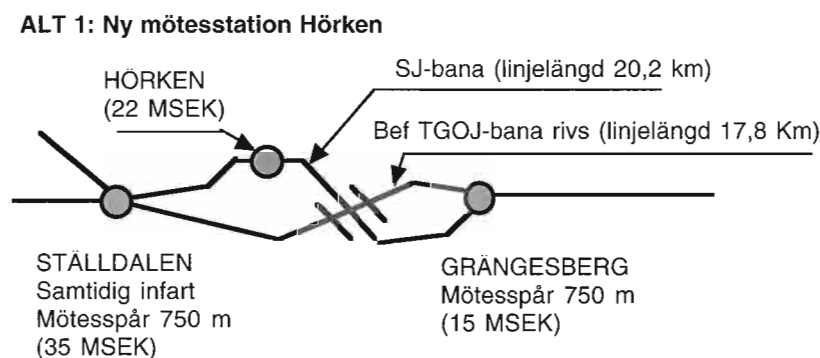 ALT 1: Ny mötesstation Hörken
HÖRKEN
(22 MSEK)
SJ-bana (linjelängd 20,2 km)
Bef TGOJ-bana rivs (linjelängd 17,8 Km)
STÄLLDALEN
Samtidig infart
Mötesspår 750 m
(35 MSEK)
GRÄNGESBERG
Mötesspår 750 m
(15 MSEK)